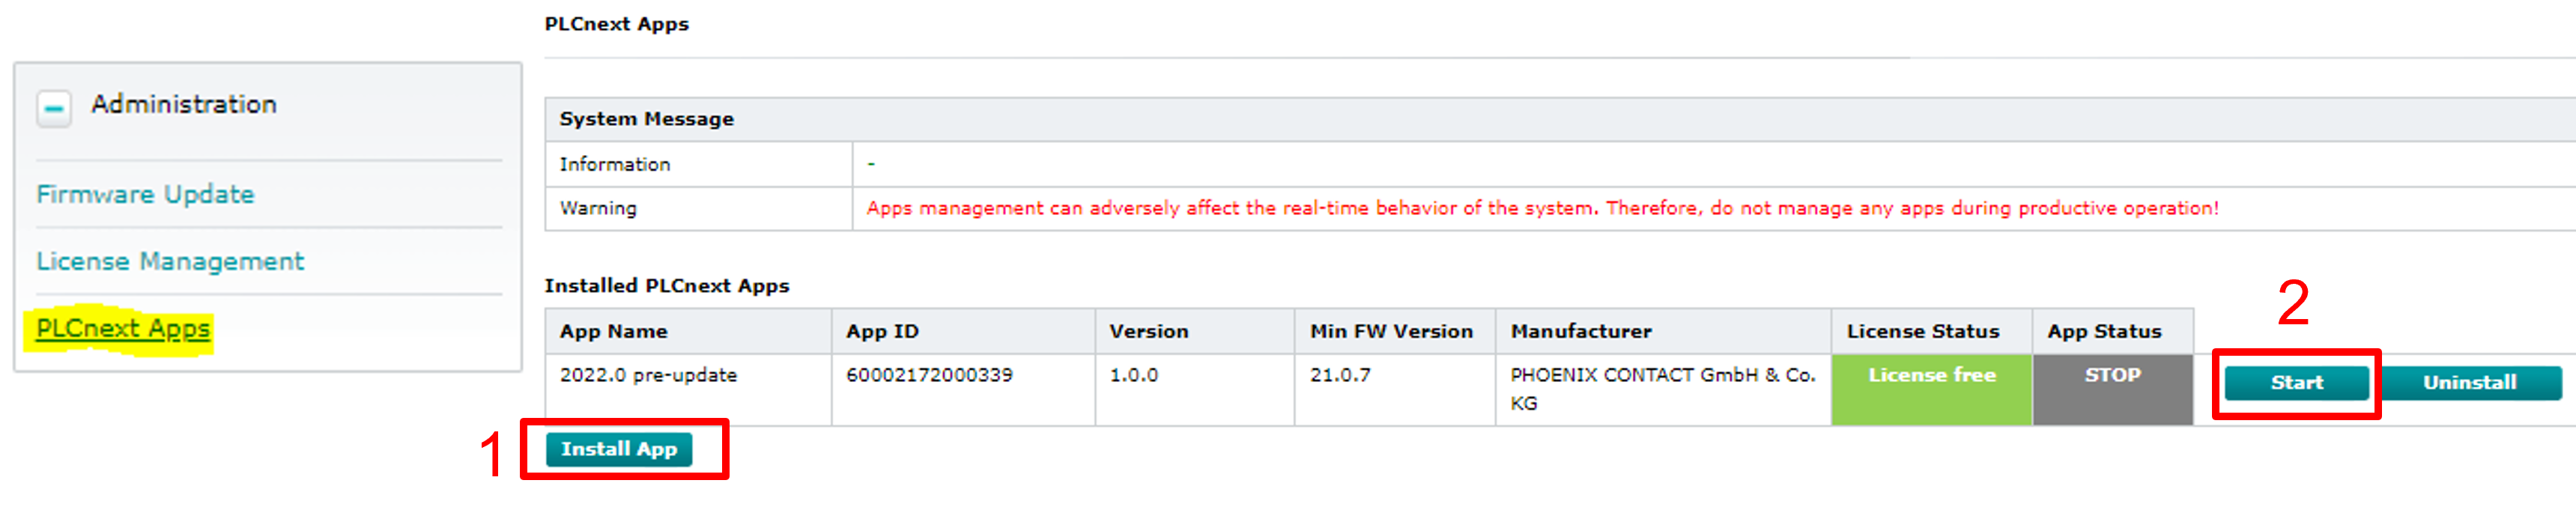 PLCnext Apps
Administration
Firmware Update
License Management
PLCnext Apps
System Message
Information -
Warning Apps management can adversely affect the real-time behavior of the system. Therefore, do not manage any apps during productive operation!
Installed PLCnext Apps
2
App Name App ID Version Min FW Version Manufacturer License Status App Status
2022.0 pre-update 60002172000339 1.0.0 21.0.7 PHOENIX CONTACT GmbH & Co. License free STOP Start Uninstall
KG
1 Install App